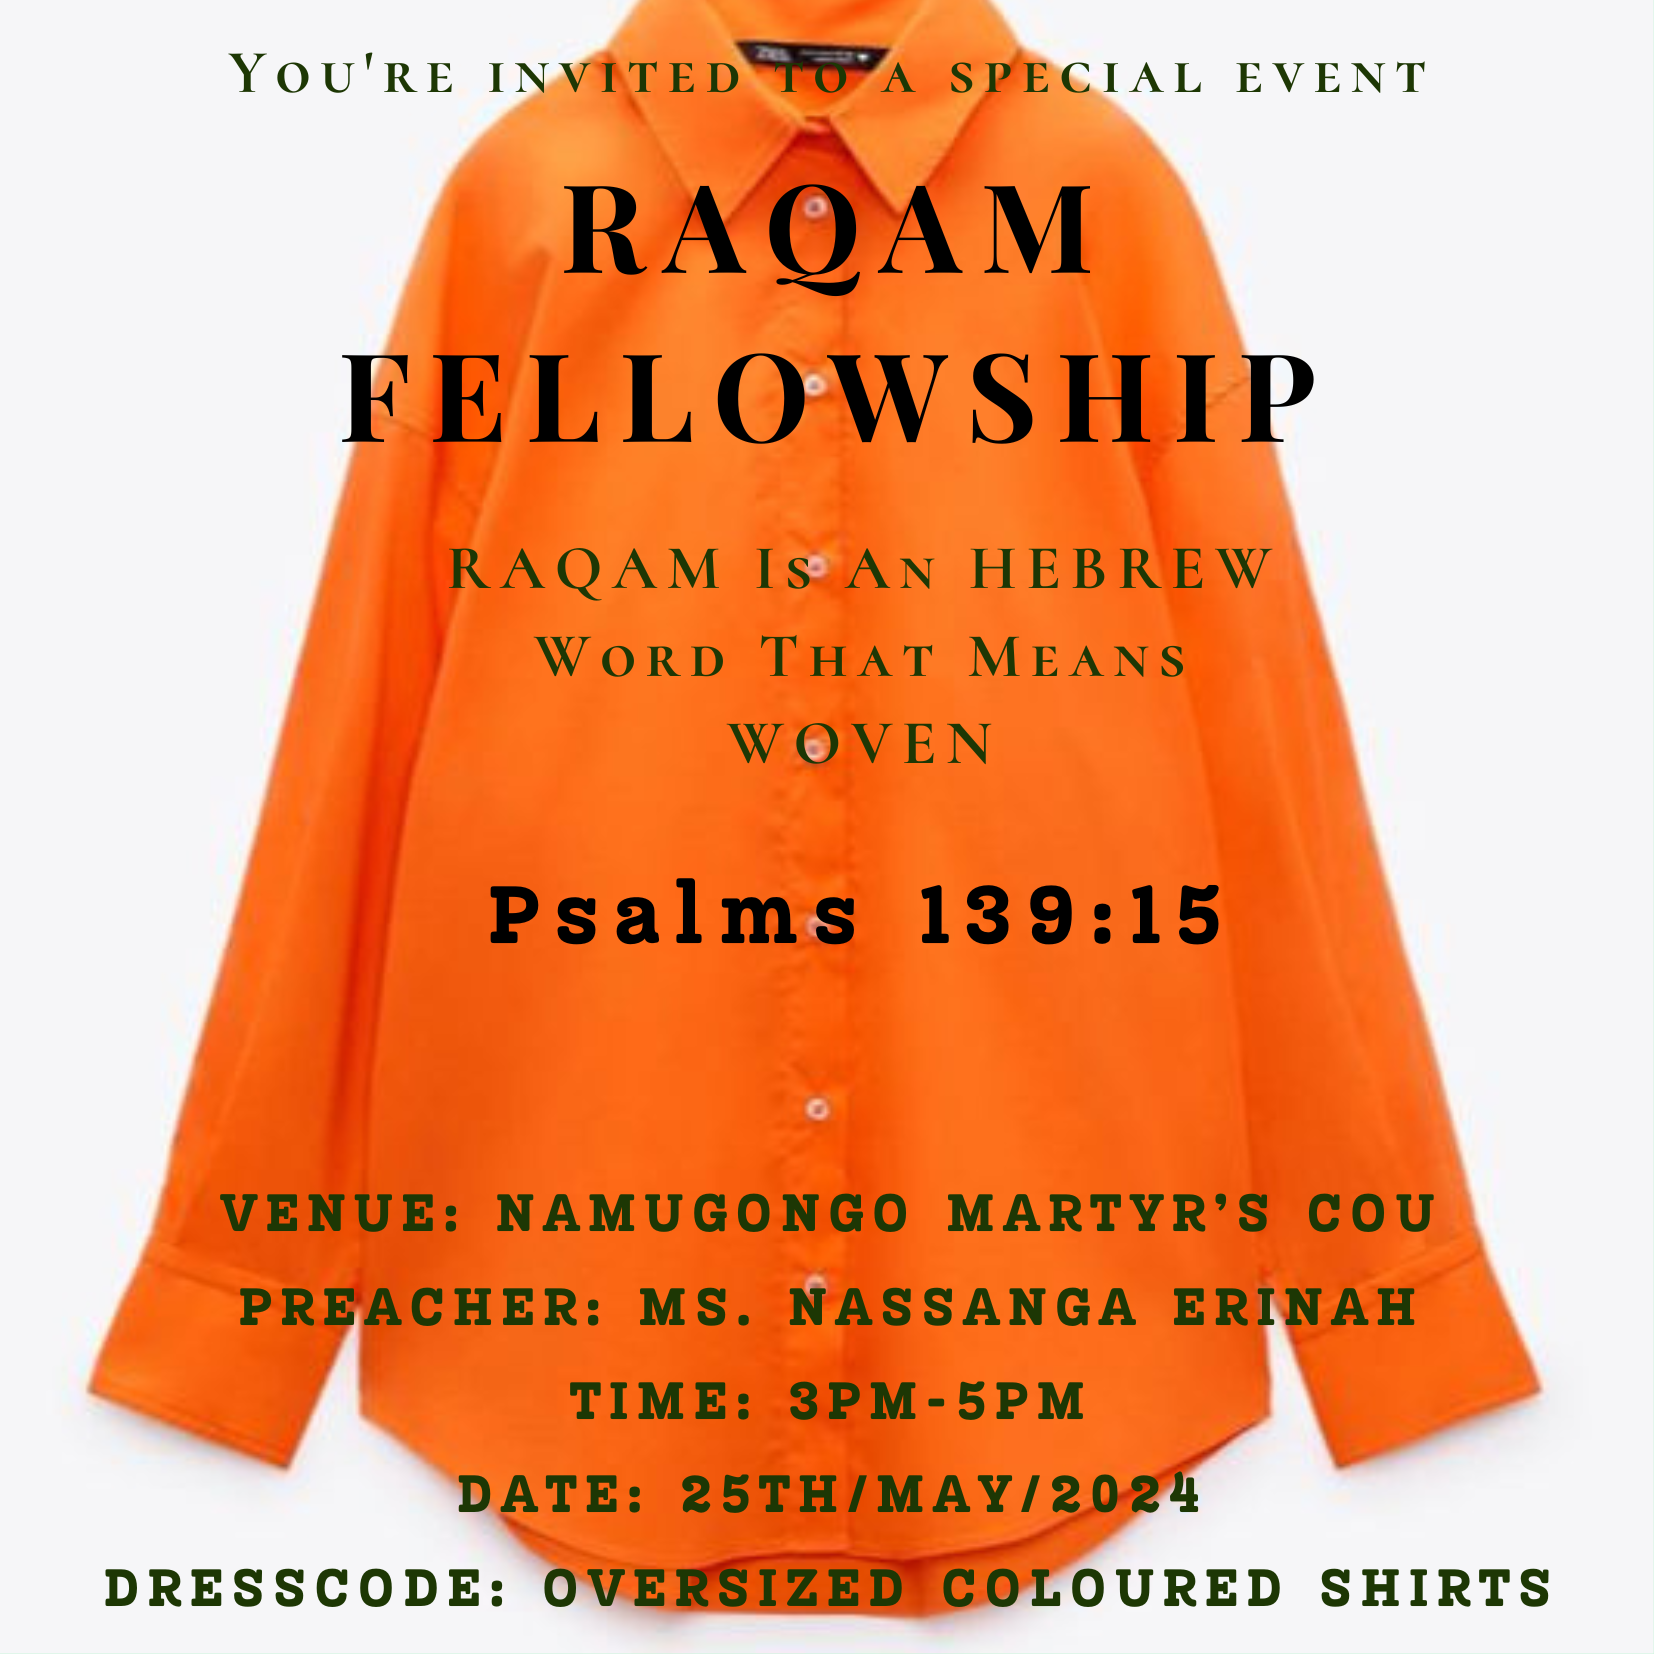 You're invited to a special event
RAQAM
FELLOWSHIP
RAQAM Is An HEBREW
Word That Means
WOVEN
Psalms 139:15
VENUE: NAMUGONGO MARTYR’S COU
PREACHER: MS. NASSANGA ERINAH
TIME: 3PM-5PM
DATE: 25TH/MAY/2024
DRESSCODE: OVERSIZED COLOURED SHIRTS